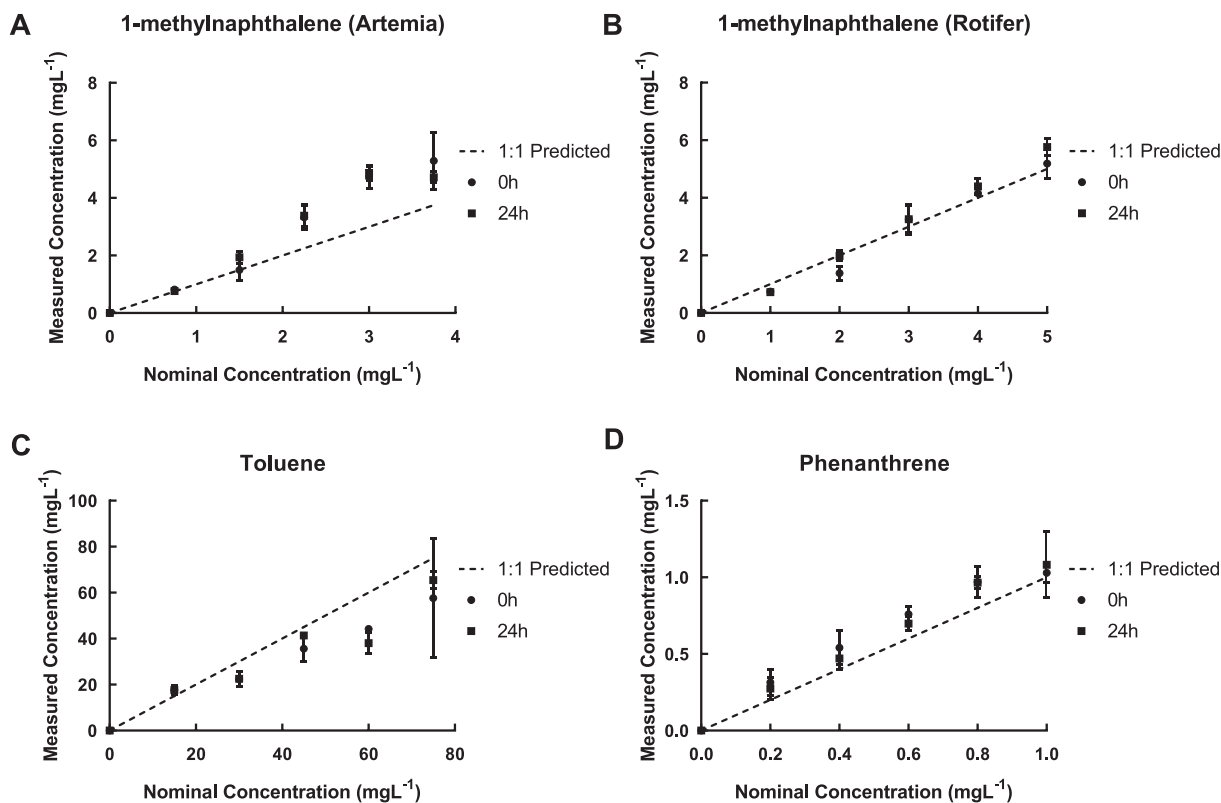 A
1-methylnaphthalene (Artemia)
Measured Concentration (mgL⁻¹)
8
6
4
2
0
0 1 2 3 4
Nominal Concentration (mgL⁻¹)
1:1 Predicted
0h
24h
B
1-methylnaphthalene (Rotifer)
Measured Concentration (mgL⁻¹)
8
6
4
2
0
0 1 2 3 4 5
Nominal Concentration (mgL⁻¹)
1:1 Predicted
0h
24h
C
Toluene
Measured Concentration (mgL⁻¹)
100
80
60
40
20
0
0 20 40 60 80
Nominal Concentration (mgL⁻¹)
1:1 Predicted
0h
24h
D
Phenanthrene
Measured Concentration (mgL⁻¹)
1.5
1.0
0.5
0.0
0.0 0.2 0.4 0.6 0.8 1.0
Nominal Concentration (mgL⁻¹)
1:1 Predicted
0h
24h